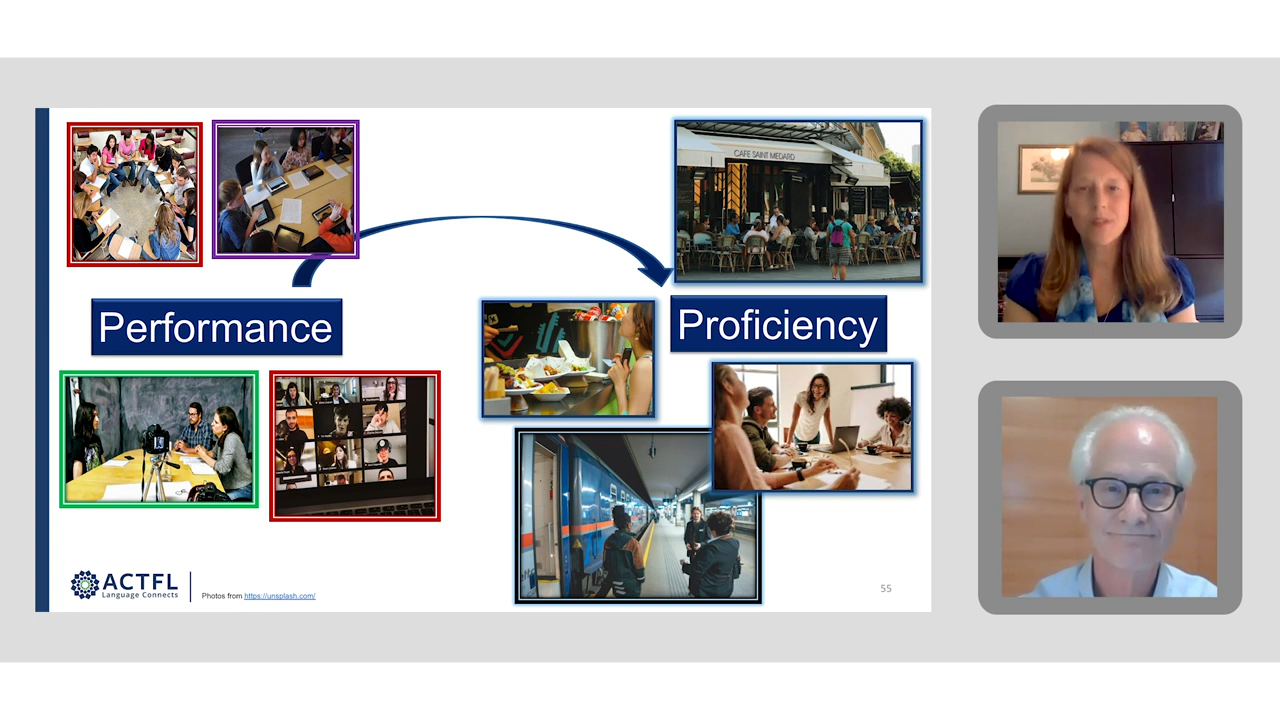 CAFE SAINT MEDARD
Performance
Proficiency
ACTFL
Language Connects
Photos from https://unsplash.com/
55